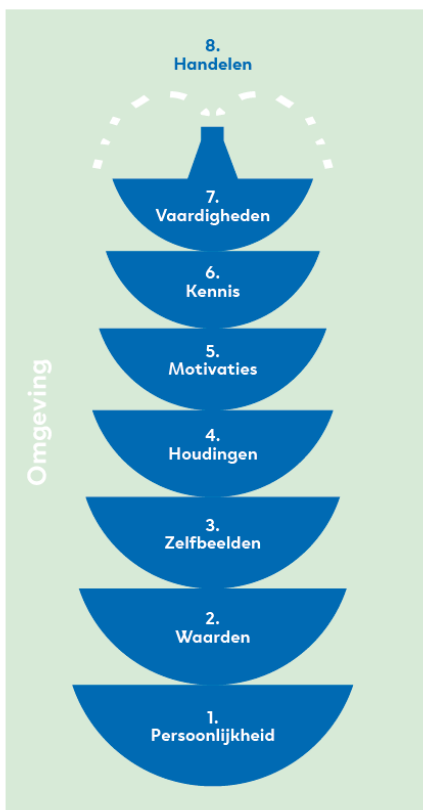 8.
Handelen
7.
Vaardigheden
6.
Kennis
5.
Motivaties
4.
Houdingen
3.
Zelfbeelden
2.
Waarden
1.
Persoonlijkheid
Omgeving